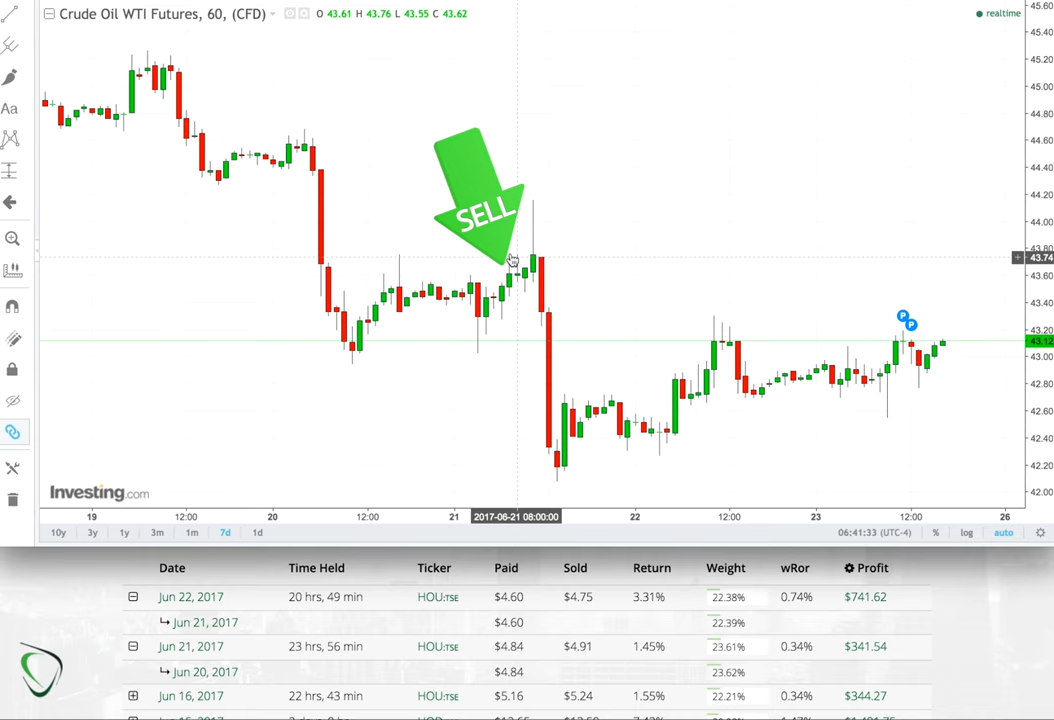 Crude Oil WTI Futures, 60, (CFD) O 43.61 H 43.76 L 43.55 C 43.62
realtime
45.60
45.40
45.20
45.00
44.80
44.60
44.40
44.20
44.00
43.80
43.74
43.60
43.40
43.20
43.12
43.00
42.80
42.60
42.40
42.20
42.00
Aa
SELL
P
P
Investing.com
19 12:00 20 12:00 21 2017-06-21 08:00:00 22 12:00 23 12:00 26
10y 3y 1y 3m 1m 7d 1d 06:41:33 (UTC-4) % log auto
Date Time Held Ticker Paid Sold Return Weight wRor Profit
Jun 22, 2017 20 hrs, 49 min HOU:TSE $4.60 $4.75 3.31% 22.38% 0.74% $741.62
Jun 21, 2017 $4.60 22.39%
Jun 21, 2017 23 hrs, 56 min HOU:TSE $4.84 $4.91 1.45% 23.61% 0.34% $341.54
Jun 20, 2017 $4.84 23.62%
Jun 16, 2017 22 hrs, 43 min HOU:TSE $5.16 $5.24 1.55% 22.21% 0.34% $344.27